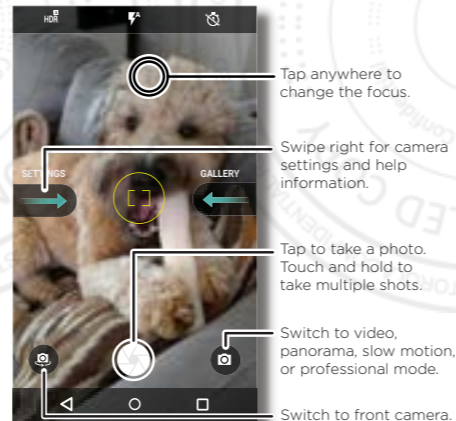 HDR
A
Tap anywhere to
change the focus.
Swipe right for camera
settings and help
information.
SETTINGS
GALLERY
Tap to take a photo.
Touch and hold to
take multiple shots.
Switch to video,
panorama, slow motion,
or professional mode.
Switch to front camera.